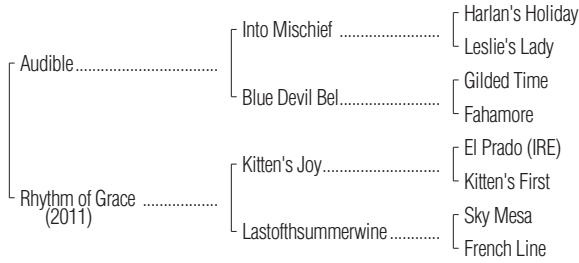 Harlan's Holiday
Into Mischief ......................
Leslie's Lady
Audible...............................
Gilded Time
Blue Devil Bel......................
Fahamore
El Prado (IRE)
Kitten's Joy..........................
Kitten's First
Rhythm of Grace ................
(2011)
Sky Mesa
Lastofthsummerwine ...........
French Line